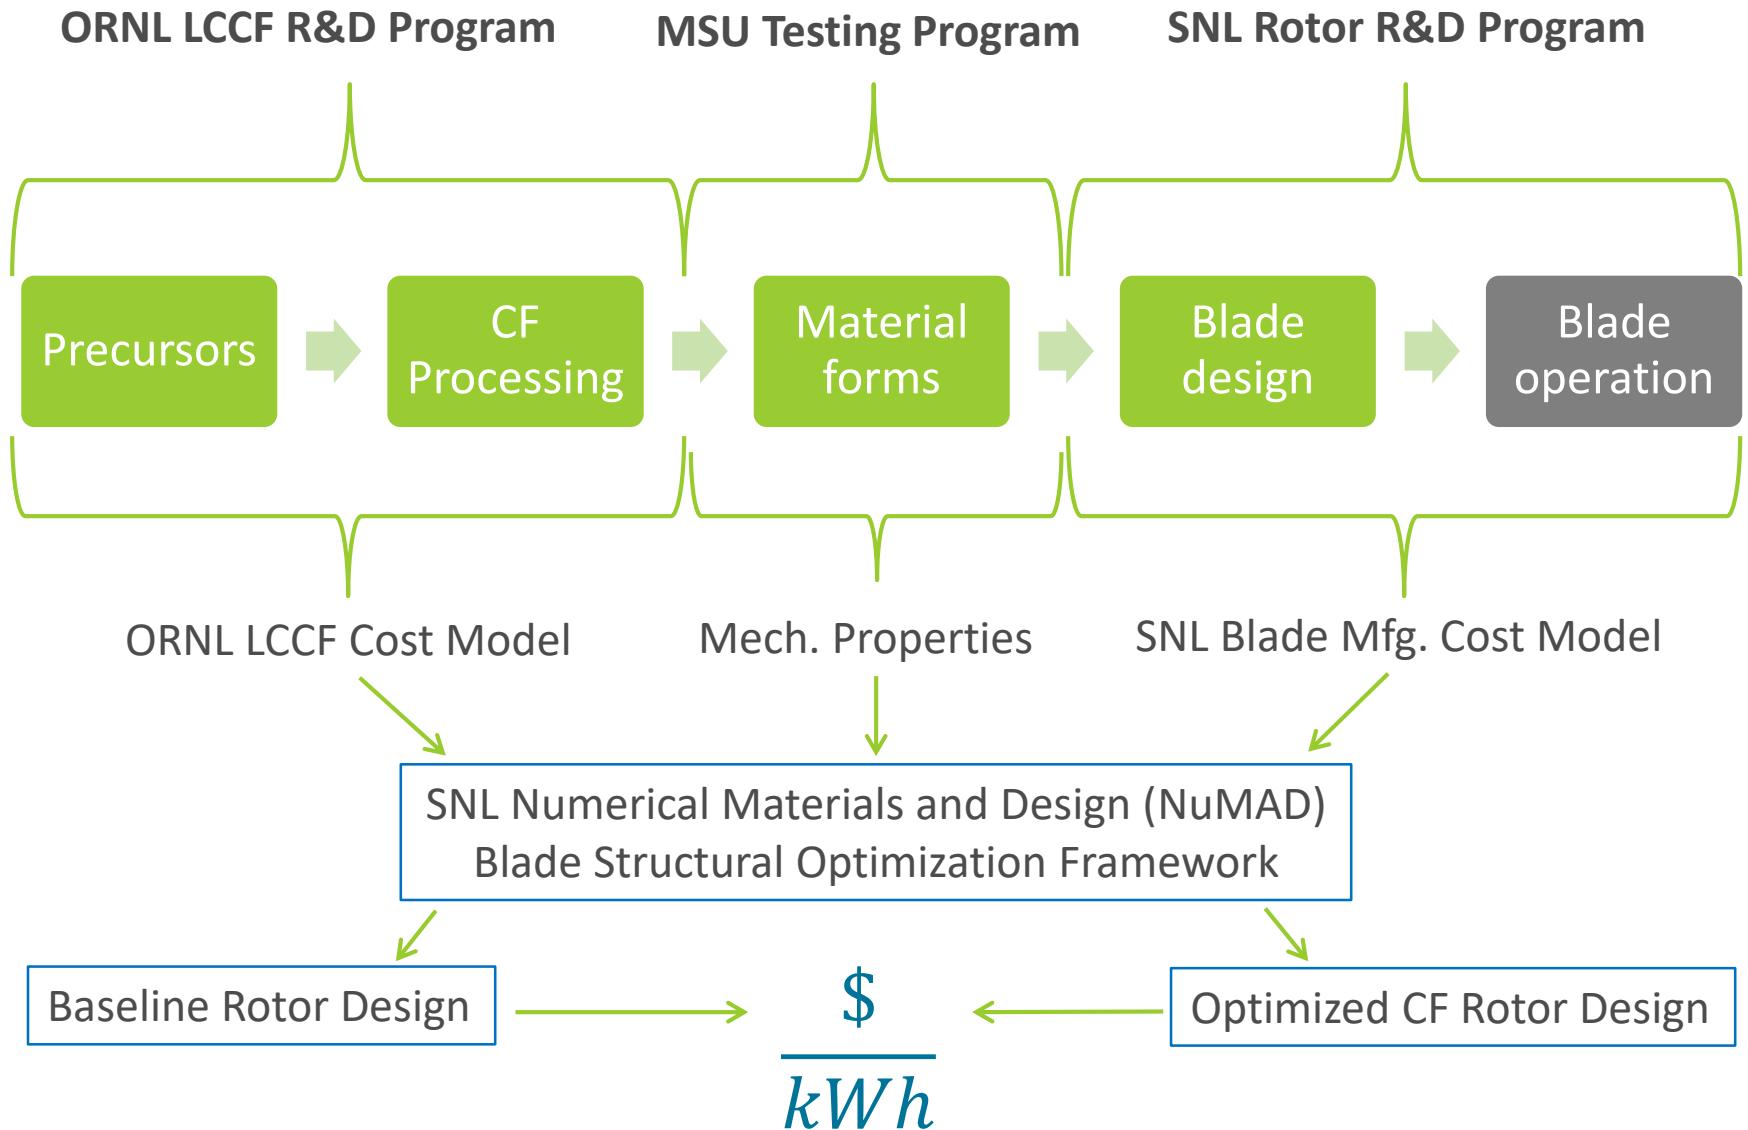 ORNL LCCF R&D Program
MSU Testing Program
SNL Rotor R&D Program
Precursors
CF
Processing
Material
forms
Blade
design
Blade
operation
ORNL LCCF Cost Model
Mech. Properties
SNL Blade Mfg. Cost Model
SNL Numerical Materials and Design (NuMAD)
Blade Structural Optimization Framework
Baseline Rotor Design
$
kWh
Optimized CF Rotor Design